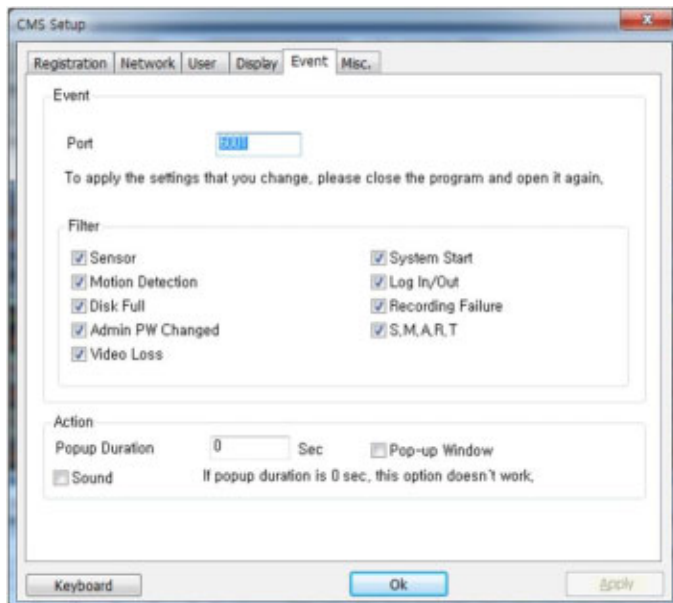 CMS Setup
Registration Network User Display Event Misc.
Event
Port 6001
To apply the settings that you change, please close the program and open it again,
Filter
Sensor System Start
Motion Detection Log In/Out
Disk Full Recording Failure
Admin PW Changed S,M,A,R,T
Video Loss
Action
Popup Duration 0 Sec Pop-up Window
Sound If popup duration is 0 sec, this option doesn't work,
Keyboard Ok Apply